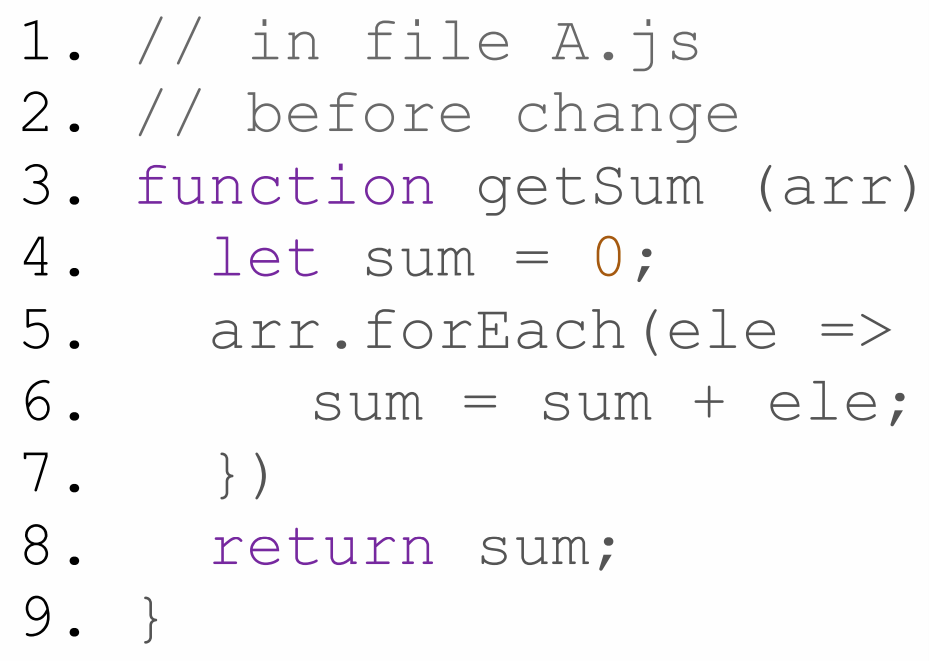 1. // in file A.js
2. // before change
3. function getSum (arr)
4.   let sum = 0;
5.   arr.forEach(ele =>
6.     sum = sum + ele;
7.   })
8.   return sum;
9. }